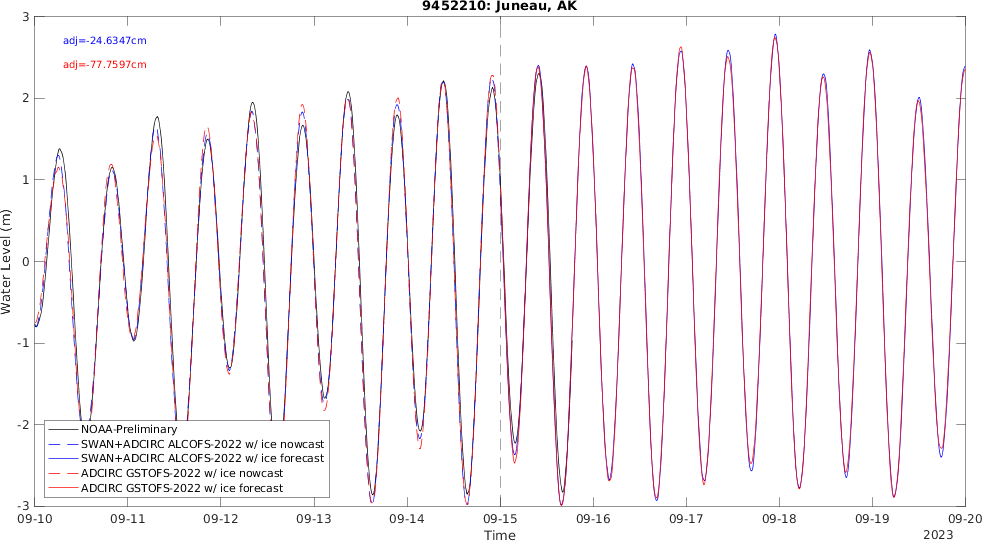 9452210: Juneau, AK
adj=-24.6347cm
adj=-77.7597cm
Water Level (m)
3
2
1
0
-1
-2
-3
NOAA-Preliminary
SWAN+ADCIRC ALCOFS-2022 w/ ice nowcast
SWAN+ADCIRC ALCOFS-2022 w/ ice forecast
ADCIRC GSTOFS-2022 w/ ice nowcast
ADCIRC GSTOFS-2022 w/ ice forecast
09-10 09-11 09-12 09-13 09-14 09-15 09-16 09-17 09-18 09-19 09-20
Time
2023